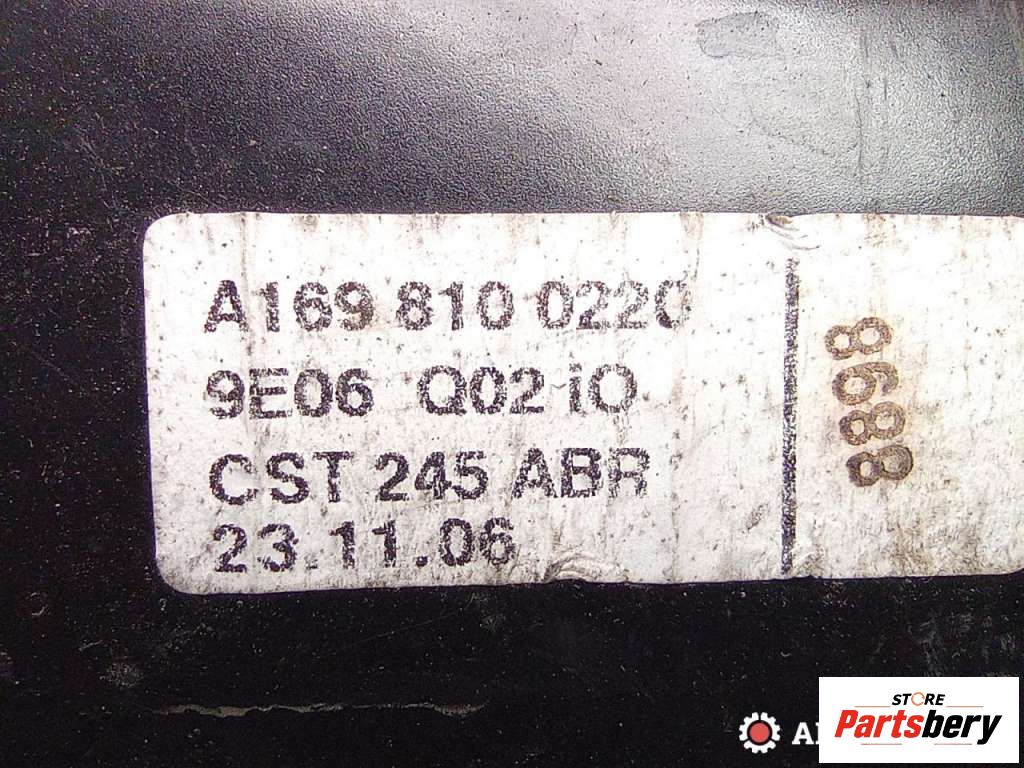 A169 810 0220
9E06 Q02 iO
CST 245 ABR
23.11.06
8898
STORE
Partsbery